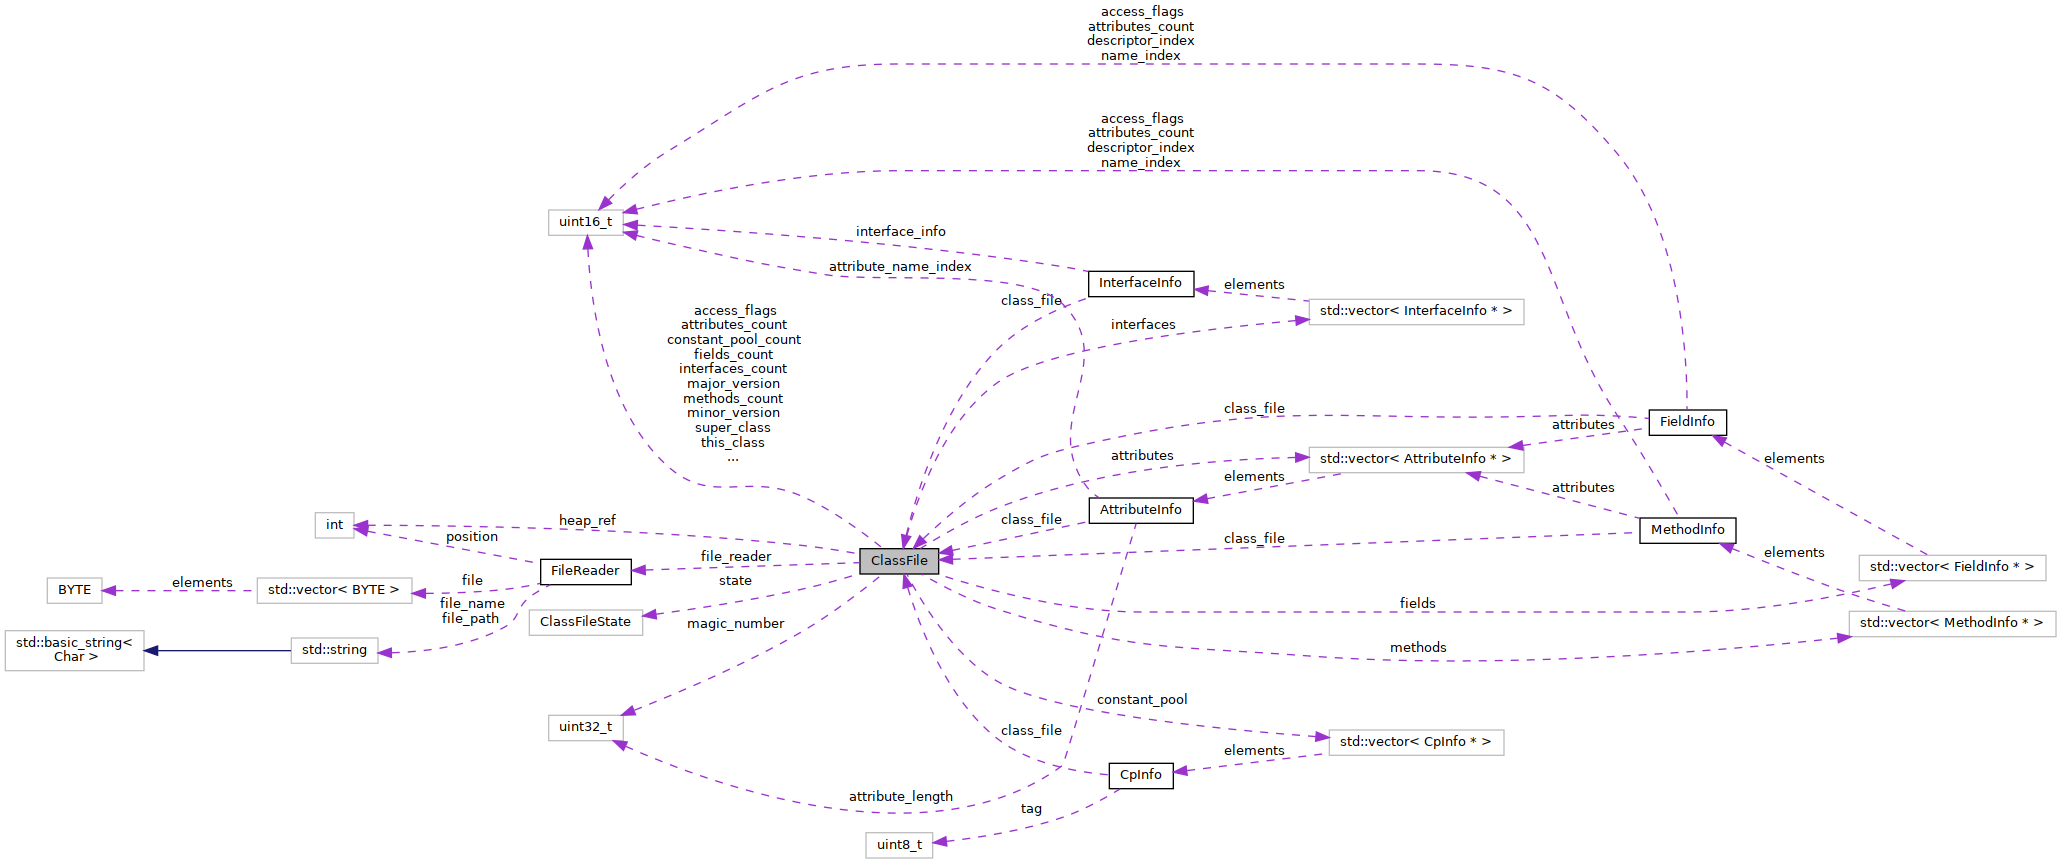 access_flags
attributes_count
descriptor_index
name_index
access_flags
attributes_count
descriptor_index
name_index
uint16_t
interface_info
attribute_name_index
InterfaceInfo
elements
class_file
std::vector< InterfaceInfo * >
interfaces
access_flags
attributes_count
constant_pool_count
fields_count
interfaces_count
major_version
methods_count
minor_version
super_class
this_class
...
class_file
FieldInfo
attributes
attributes
std::vector< AttributeInfo * >
elements
elements
attributes
AttributeInfo
class_file
int
heap_ref
position
MethodInfo
class_file
elements
file_reader
ClassFile
FileReader
std::vector< FieldInfo * >
BYTE
elements
std::vector< BYTE >
file
state
file_name
file_path
fields
ClassFileState
magic_number
std::vector< MethodInfo * >
std::basic_string<
Char >
std::string
methods
constant_pool
uint32_t
class_file
std::vector< CpInfo * >
elements
CpInfo
attribute_length
tag
uint8_t